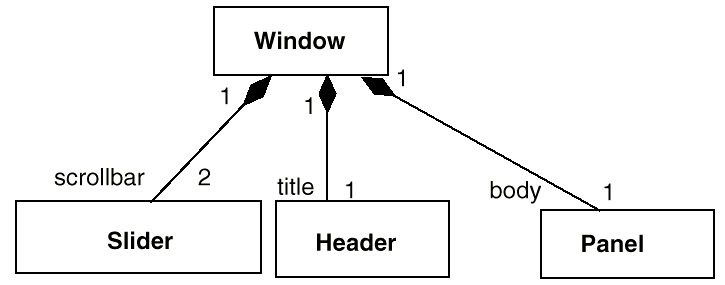 Window
1
1
1
scrollbar
2
title
1
body
1
Slider
Header
Panel